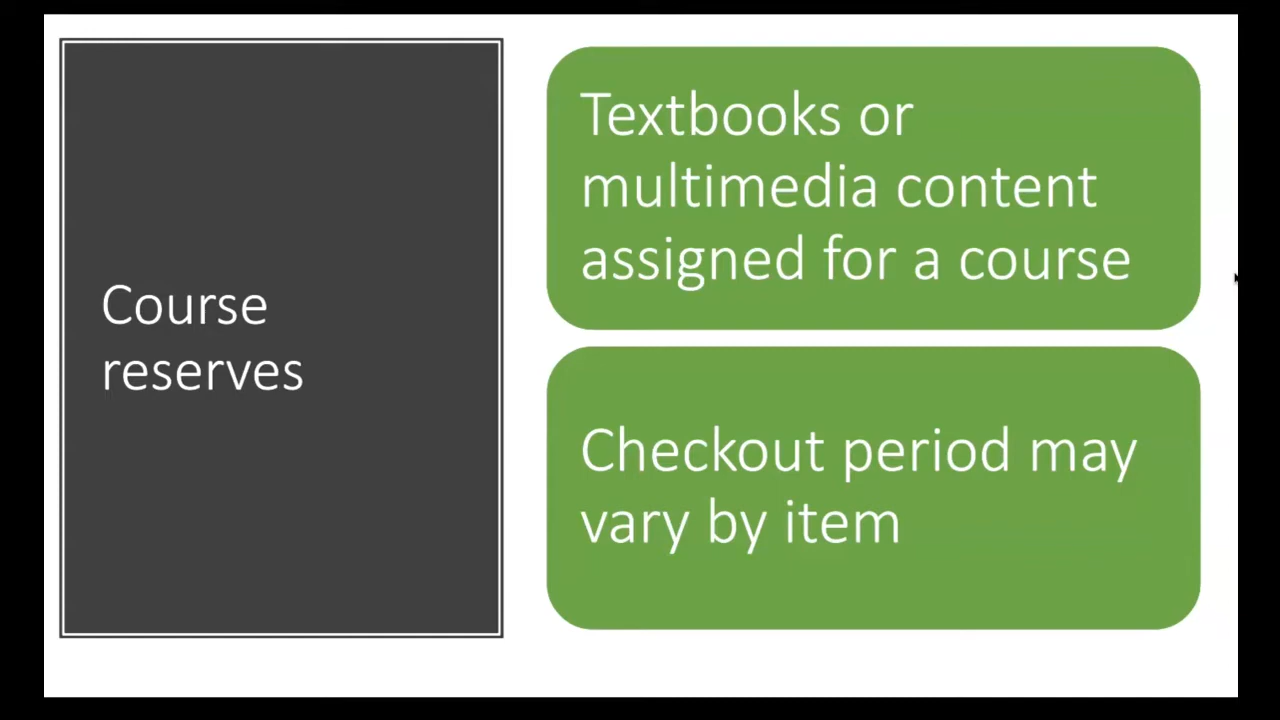 Course
reserves
Textbooks or
multimedia content
assigned for a course
Checkout period may
vary by item